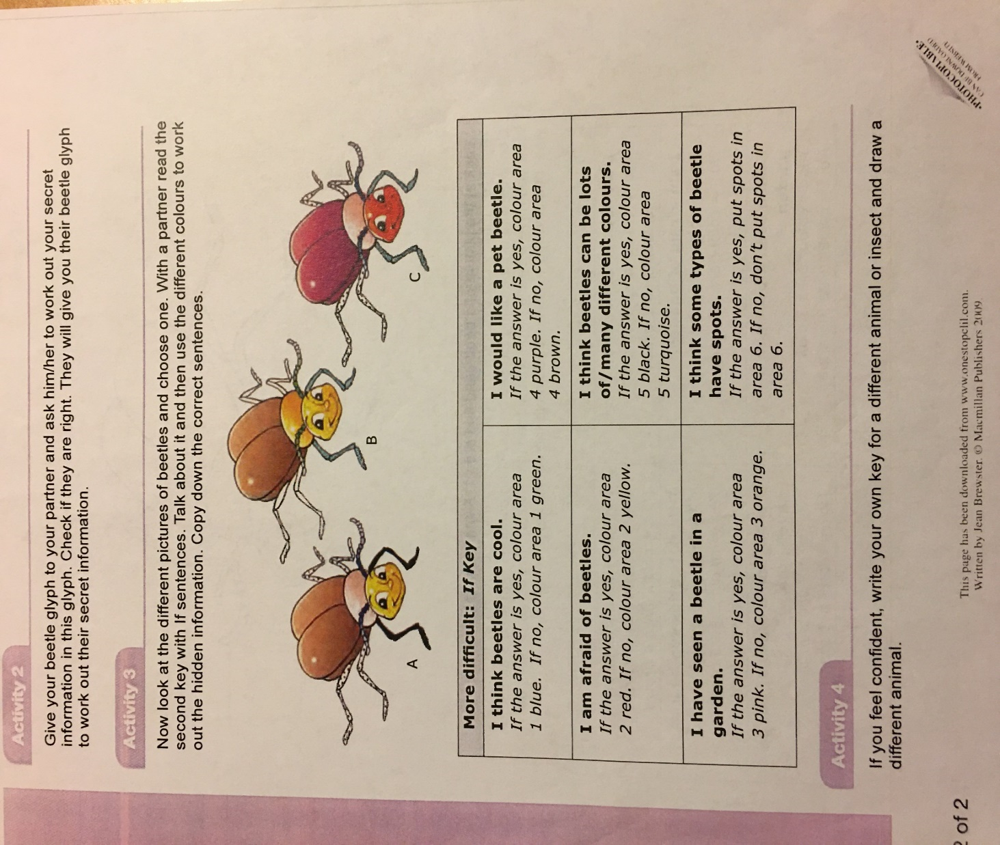 Activity 2
Give your beetle glyph to your partner and ask him/her to work out your secret
information in this glyph. Check if they are right. They will give you their beetle glyph
to work out their secret information.
Activity 3
Now look at the different pictures of beetles and choose one. With a partner read the
second key with If sentences. Talk about it and then use the different colours to work
out the hidden information. Copy down the correct sentences.
A
B
C
More difficult: If Key
I think beetles are cool.
If the answer is yes, colour area
1 blue. If no, colour area 1 green.
I would like a pet beetle.
If the answer is yes, colour area
4 purple. If no, colour area
4 brown.
I am afraid of beetles.
If the answer is yes, colour area
2 red. If no, colour area 2 yellow.
I think beetles can be lots
of/many different colours.
If the answer is yes, colour area
5 black. If no, colour area
5 turquoise.
I have seen a beetle in a
garden.
If the answer is yes, colour area
3 pink. If no, colour area 3 orange.
I think some types of beetle
have spots.
If the answer is yes, put spots in
area 6. If no, don't put spots in
area 6.
Activity 4
If you feel confident, write your own key for a different animal or insect and draw a
different animal.
•PHOTOCOPIABLE•
CAN BE DOWNLOADED
FROM WEBSITE
This page has been downloaded from www.onestopclil.com.
Written by Jean Brewster. © Macmillan Publishers 2009.
2 of 2